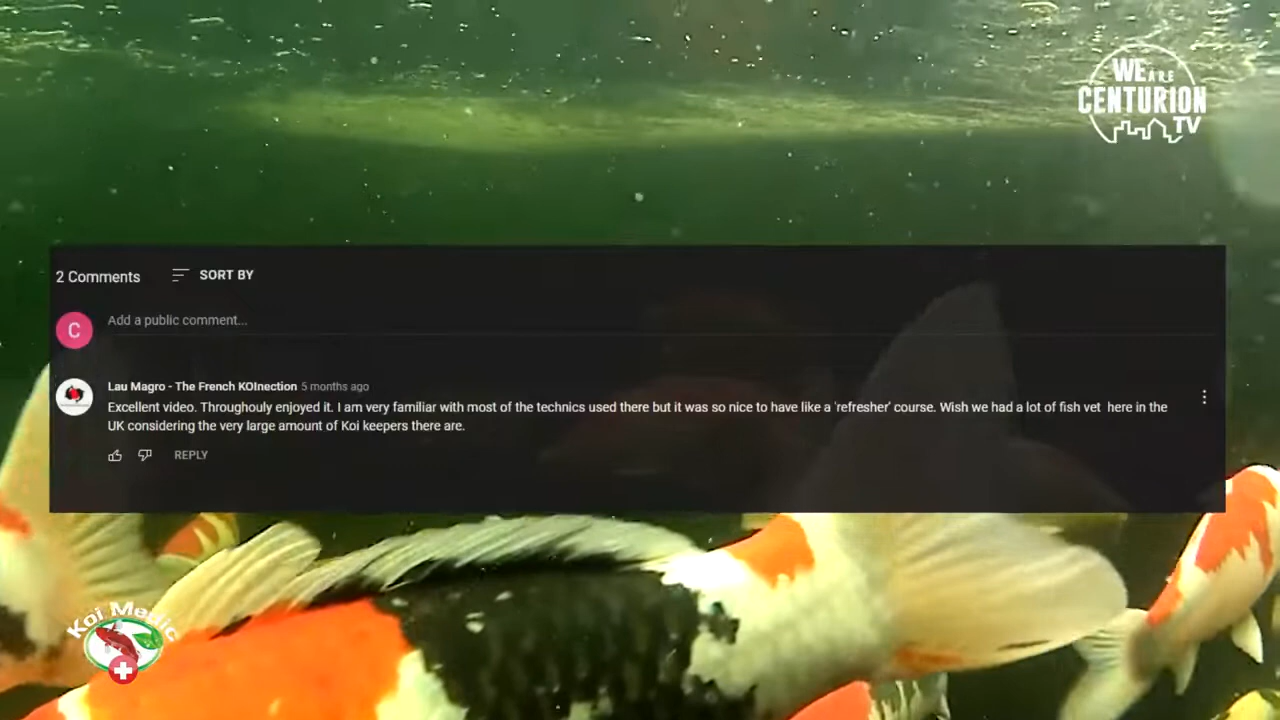 WE ARE
CENTURION
TV
2 Comments
SORT BY
C
Add a public comment...
Lau Magro - The French KOInection 5 months ago
Excellent video. Throughouly enjoyed it. I am very familiar with most of the technics used there but it was so nice to have like a 'refresher' course. Wish we had a lot of fish vet here in the
UK considering the very large amount of Koi keepers there are.
REPLY
Koi Medic